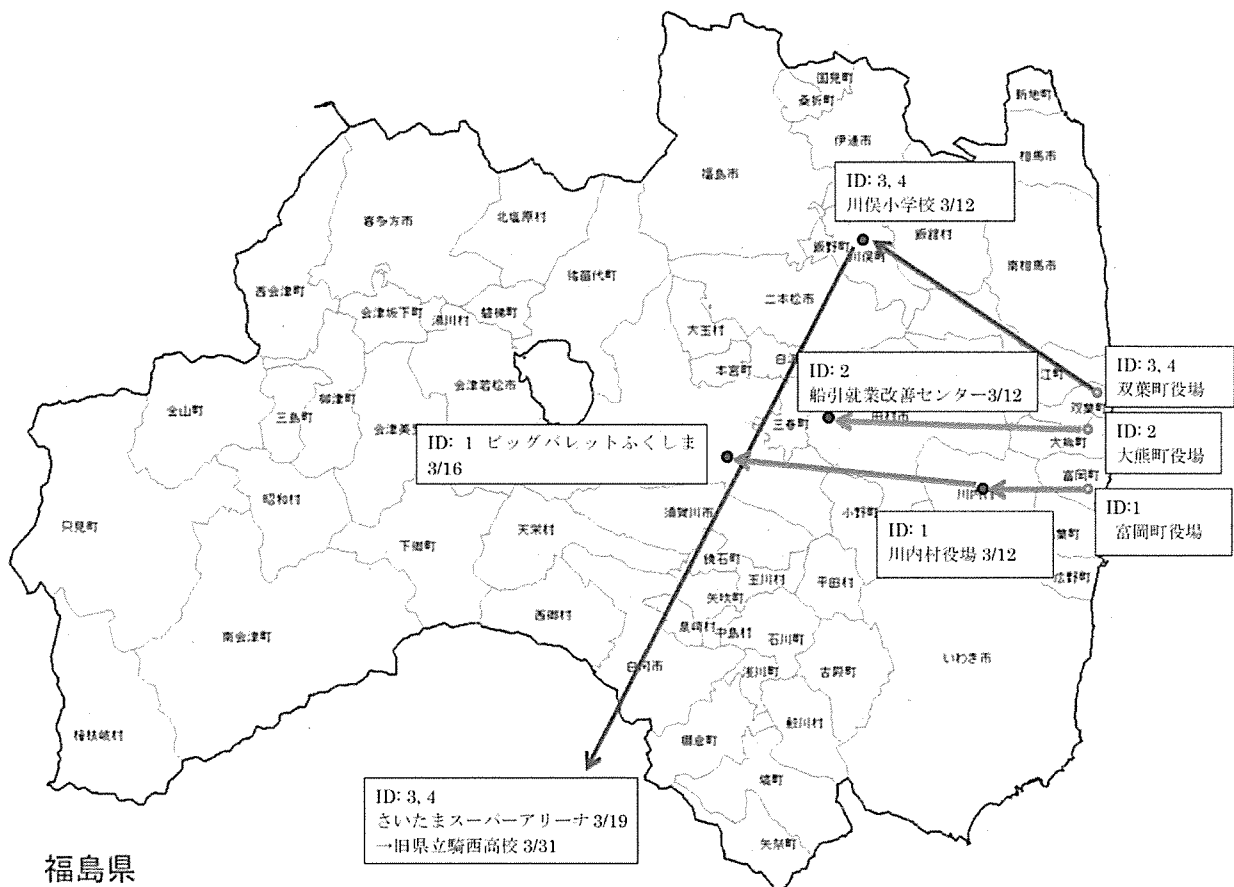 国見町
桑折町
新地町
伊達市
相馬市
福島市
ID: 3, 4
川俣小学校 3/12
喜多方市
北塩原村
飯野町
川俣町
飯舘村
南相馬市
猪苗代町
西会津町
二本松市
会津坂下町
湯川村
磐梯町
大玉村
本宮町
ID: 3, 4
双葉町役場
江町
双葉町
会津若松市
ID: 2
船引就業改善センター3/12
金山町
三島町
柳津町
三春町
田村市
大熊町
ID: 2
大熊町役場
ID: 1 ビッグパレットふくしま
3/16
富岡町
昭和村
川内村
ID:1
富岡町役場
只見町
下郷町
天栄村
須賀川市
小野町
ID: 1
川内村役場 3/12
葉町
広野町
鏡石町
玉川村
平田村
矢吹町
西郷村
泉崎村
中島村
石川町
南会津町
白河市
浅川町
古殿町
いわき市
檜枝岐村
棚倉町
鮫川村
塙町
ID: 3, 4
さいたまスーパーアリーナ 3/19
→旧県立騎西高校 3/31
矢祭町
福島県